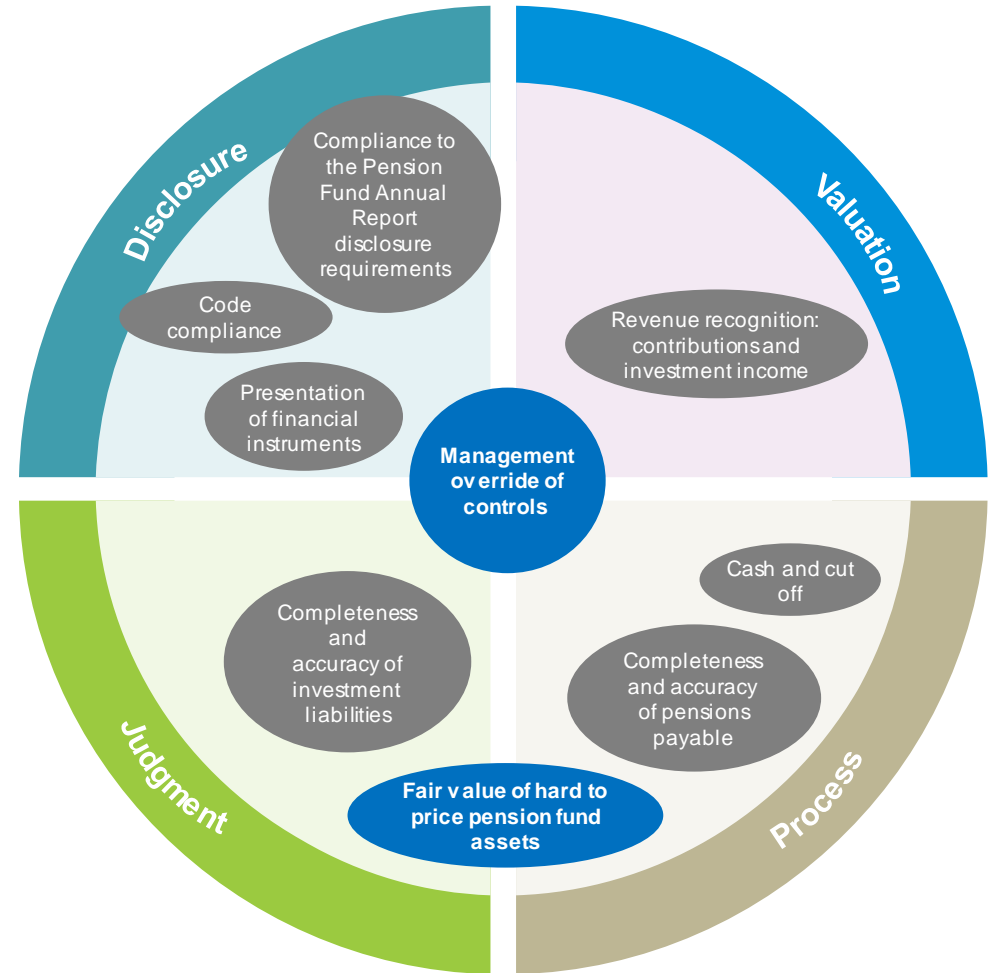 Disclosure
Compliance to
the Pension
Fund Annual
Report
disclosure
requirements
Code
compliance
Presentation
of financial
instruments
Valuation
Revenue recognition:
contributions and
investment income
Management
override of
controls
Judgment
Completeness
and
accuracy of
investment
liabilities
Process
Cash and cut
off
Completeness
and accuracy
of pensions
payable
Fair value of hard to
price pension fund
assets